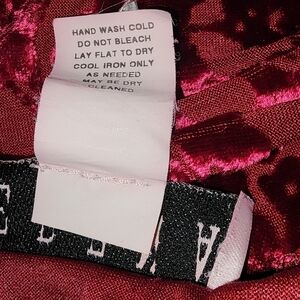 HAND WASH COLD
DO NOT BLEACH
LAY FLAT TO DRY
COOL IRON ONLY
AS NEEDED
MAY BE DRY
CLEANED